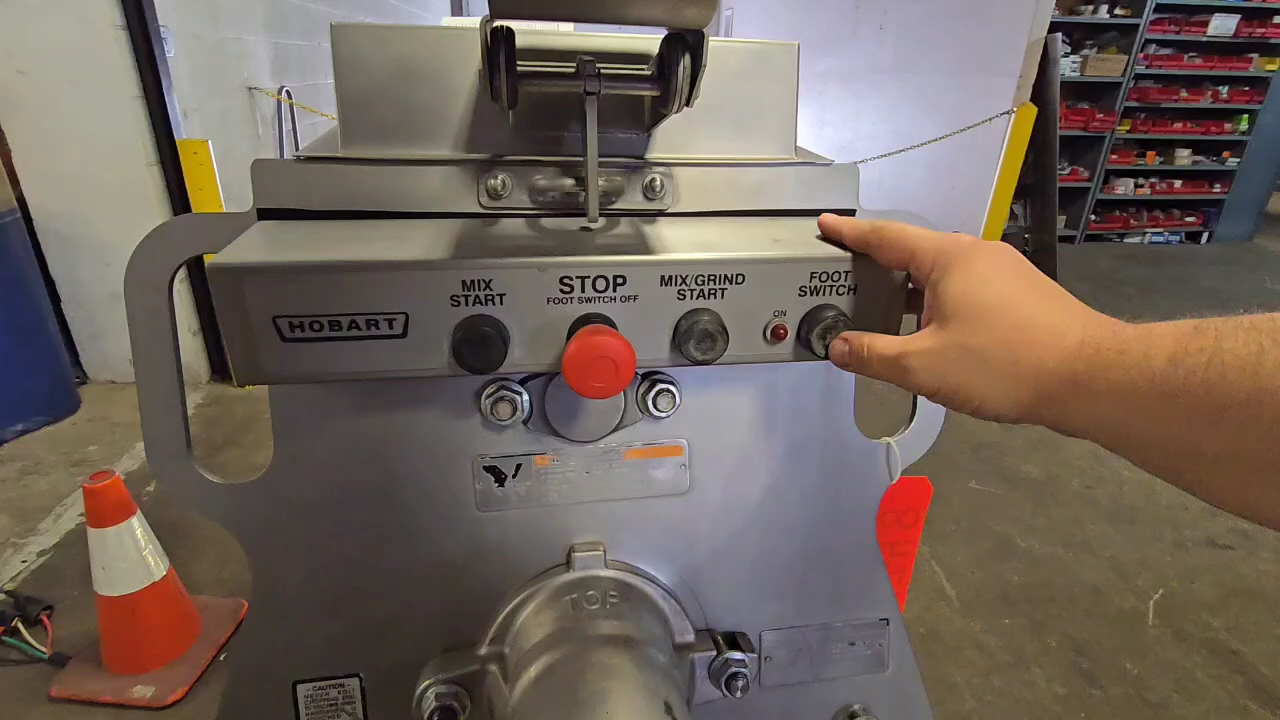 MIX
START
STOP
FOOT SWITCH OFF
MIX/GRIND
START
FOOT
SWITCH
ON
HOBART
TOP
CAUTION